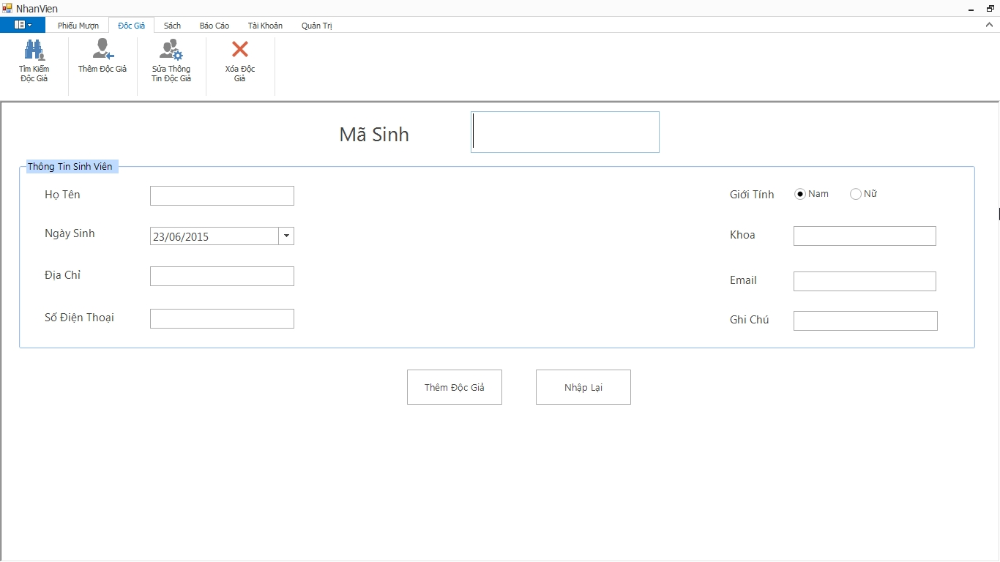 NhanVien
Phiếu Mượn Độc Giả Sách Báo Cáo Tài Khoản Quản Trị
Tìm Kiếm
Độc Giả
Thêm Độc Giả
Sửa Thông
Tin Độc Giả
Xóa Độc
Giả
Mã Sinh
Thông Tin Sinh Viên
Họ Tên
Giới Tính Nam Nữ
Ngày Sinh 23/06/2015
Khoa
Địa Chỉ
Email
Số Điện Thoại
Ghi Chú
Thêm Độc Giả Nhập Lại